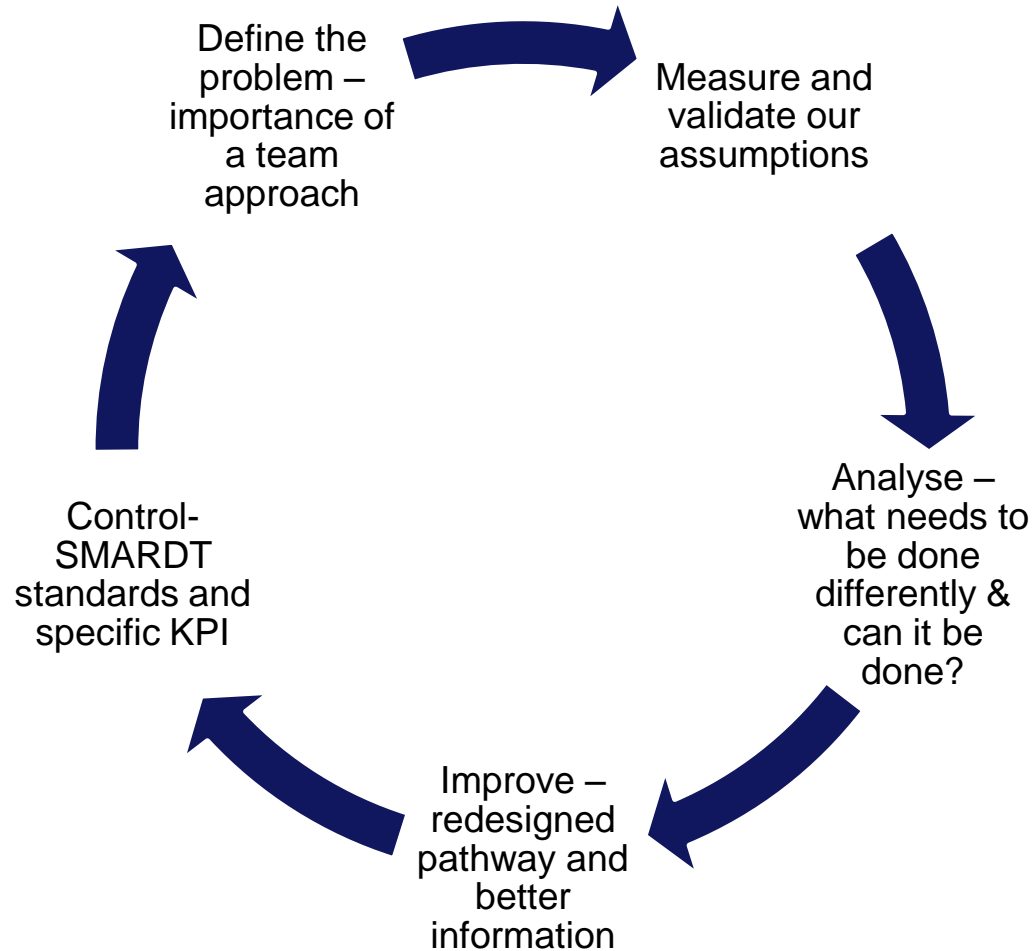 Define the
problem –
importance of
a team
approach
Measure and
validate our
assumptions
Analyse –
what needs to
be done
differently &
can it be
done?
Improve –
redesigned
pathway and
better
information
Control-
SMARDT
standards and
specific KPI